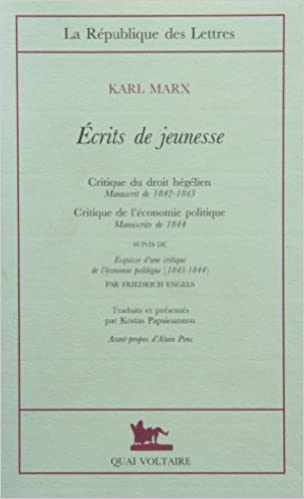 La République des Lettres
KARL MARX
Écrits de jeunesse
Critique du droit hégélien
Manuscrit de 1842-1843
Critique de l'économie politique
Manuscrits de 1844
SUIVIS DE
Esquisse d'une critique
de l'économie politique (1843-1844)
PAR FRIEDRICH ENGELS
Traduits et présentés
par Kostas Papaioannou
Avant-propos d'Alain Pons
QUAI VOLTAIRE